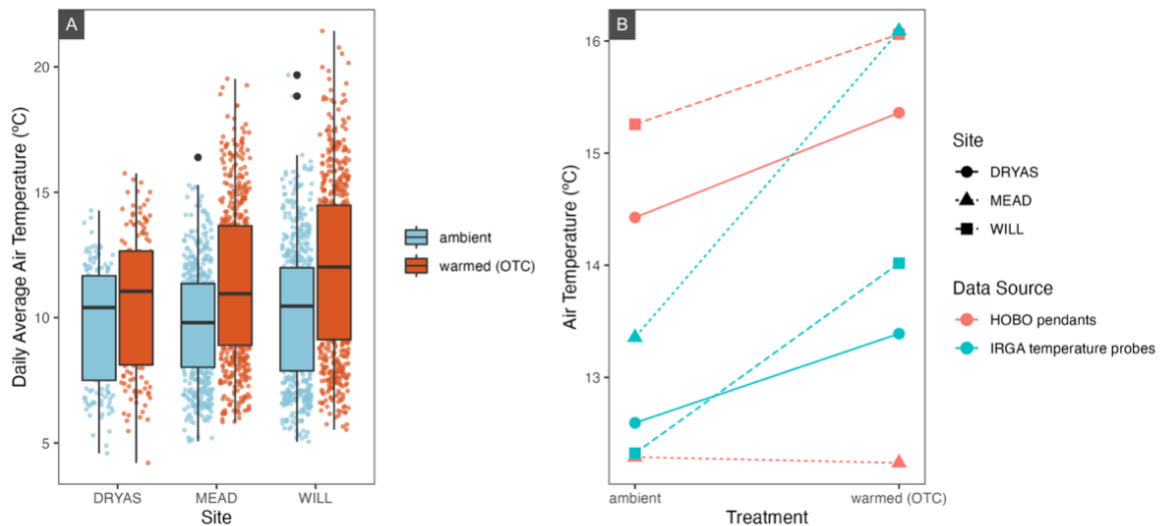 A
Daily Average Air Temperature (ºC)
20
15
10
5
DRYAS
MEAD
WILL
Site
ambient
warmed (OTC)
B
Air Temperature (ºC)
16
15
14
13
ambient
warmed (OTC)
Treatment
Site
DRYAS
MEAD
WILL
Data Source
HOBO pendants
IRGA temperature probes